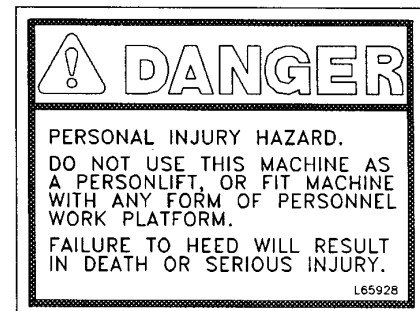 DANGER
PERSONAL INJURY HAZARD.
DO NOT USE THIS MACHINE AS
A PERSONLIFT, OR FIT MACHINE
WITH ANY FORM OF PERSONNEL
WORK PLATFORM.
FAILURE TO HEED WILL RESULT
IN DEATH OR SERIOUS INJURY.
L65928